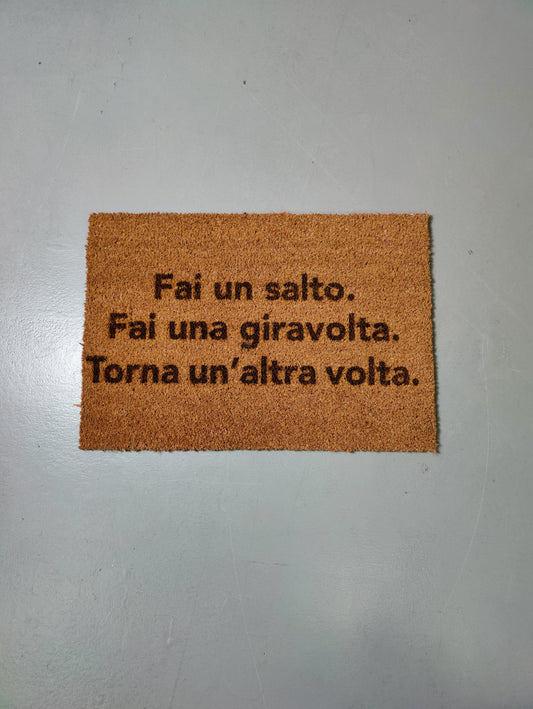 Fai un salto.
Fai una giravolta.
Torna un'altra volta.